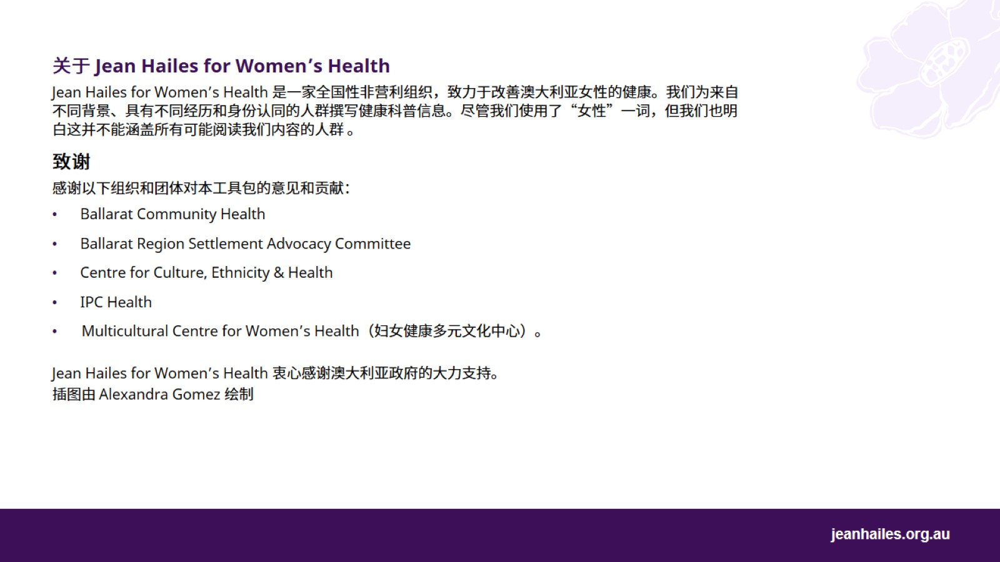 关于 Jean Hailes for Women’s Health
Jean Hailes for Women’s Health 是一家全国性非营利组织，致力于改善澳大利亚女性的健康。我们为来自
不同背景、具有不同经历和身份认同的人群撰写健康科普信息。尽管我们使用了“女性”一词，但我们也明
白这并不能涵盖所有可能阅读我们内容的人群 。
致谢
感谢以下组织和团体对本工具包的意见和贡献：
• Ballarat Community Health
• Ballarat Region Settlement Advocacy Committee
• Centre for Culture, Ethnicity & Health
• IPC Health
• Multicultural Centre for Women’s Health（妇女健康多元文化中心）。
Jean Hailes for Women’s Health 衷心感谢澳大利亚政府的大力支持。
插图由 Alexandra Gomez 绘制
jeanhailes.org.au